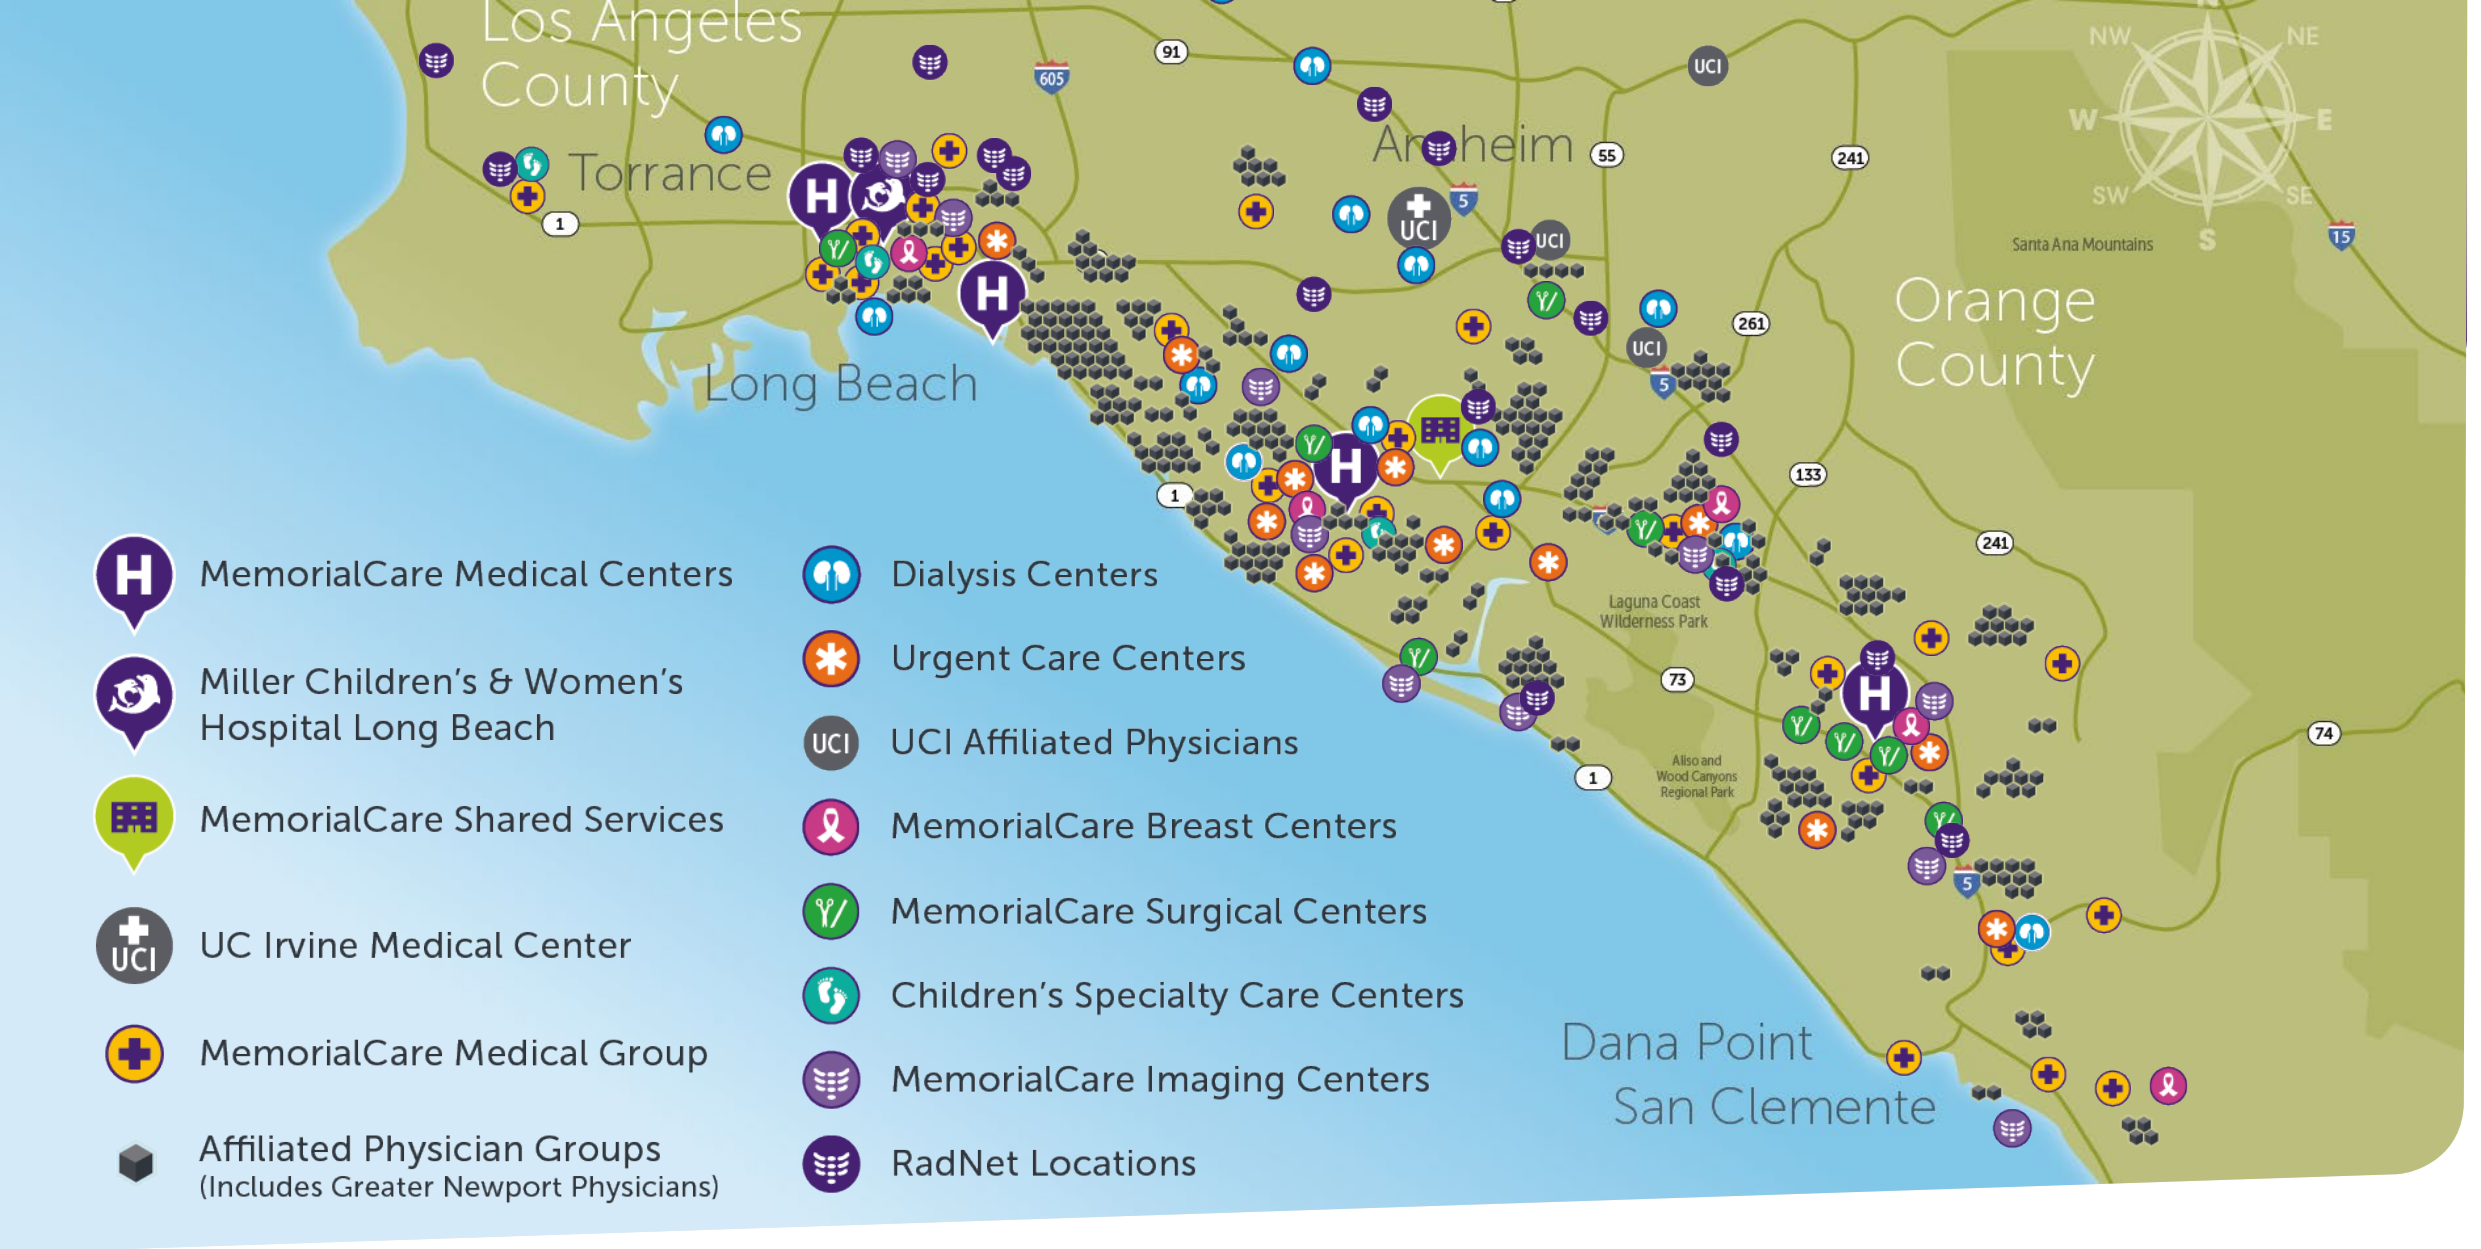 Los Angeles
County
605
91
UCI
N
NW
NE
W
E
SW
SE
S
Torrance
Anaheim
55
241
1
H
UCI
5
UCI
Santa Ana Mountains
15
H
Orange
County
261
UCI
5
Long Beach
H
133
1
241
Laguna Coast
Wilderness Park
73
H
74
Aliso and
Wood Canyons
Regional Park
1
5
Dana Point
San Clemente
H
MemorialCare Medical Centers
Miller Children's & Women's
Hospital Long Beach
MemorialCare Shared Services
UCI
UC Irvine Medical Center
MemorialCare Medical Group
Affiliated Physician Groups
(Includes Greater Newport Physicians)
Dialysis Centers
Urgent Care Centers
UCI
UCI Affiliated Physicians
MemorialCare Breast Centers
MemorialCare Surgical Centers
Children's Specialty Care Centers
MemorialCare Imaging Centers
RadNet Locations